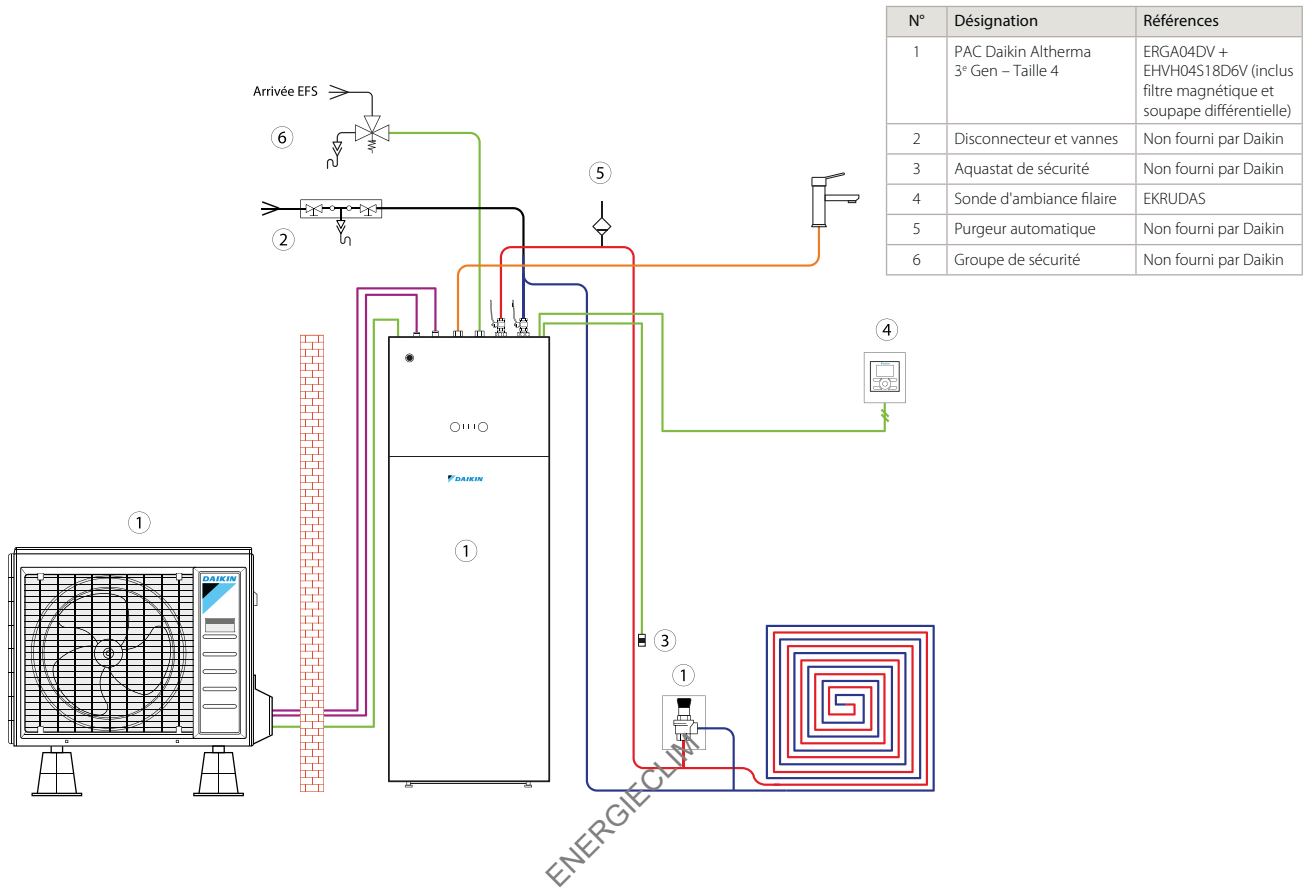 N° Désignation Références
1 PAC Daikin Altherma 3e Gen – Taille 4 ERGA04DV + EHVH04S18D6V (inclus filtre magnétique et soupape différentielle)
2 Disconnecteur et vannes Non fourni par Daikin
3 Aquastat de sécurité Non fourni par Daikin
4 Sonde d'ambiance filaire EKRUDAS
5 Purgeur automatique Non fourni par Daikin
6 Groupe de sécurité Non fourni par Daikin
Arrivée EFS
6
5
2
4
DAIKIN
1
1
DAIKIN
3
1
ENERGIECLIM